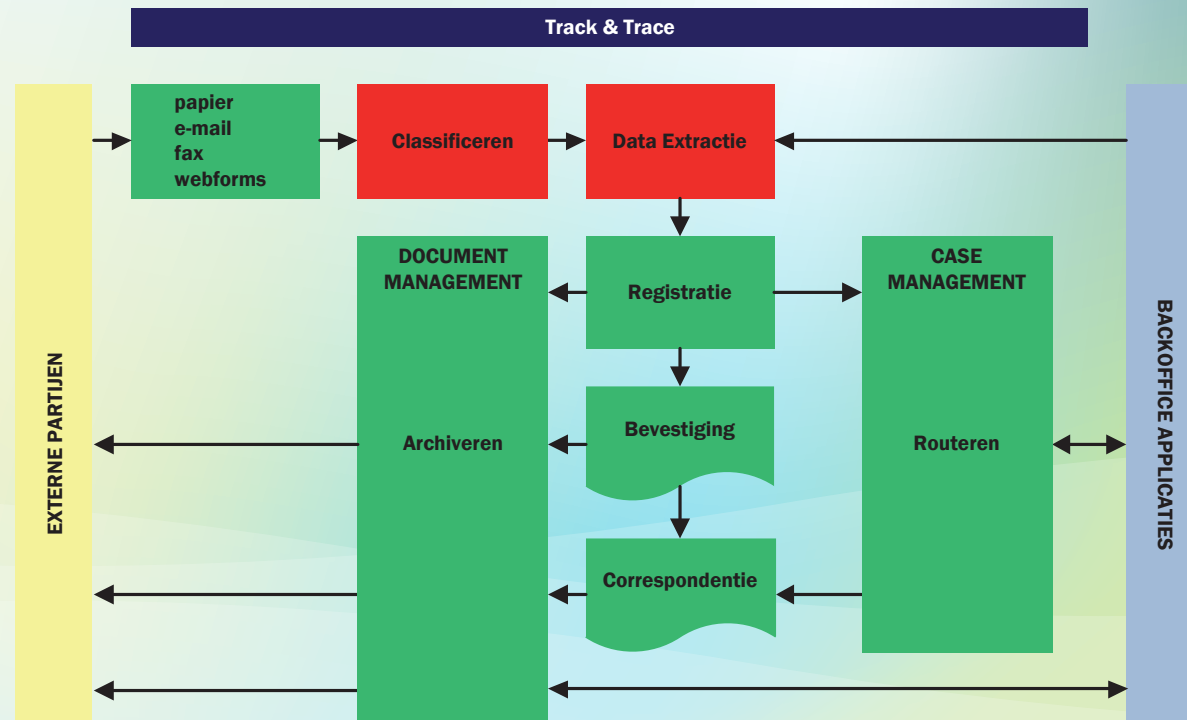 Track & Trace
papier
e-mail
fax
webforms
Classificeren
Data Extractie
DOCUMENT
MANAGEMENT
Registratie
CASE
MANAGEMENT
EXTERNE PARTIJEN
Archiveren
Bevestiging
Routeren
BACKOFFICE APPLICATIES
Correspondentie